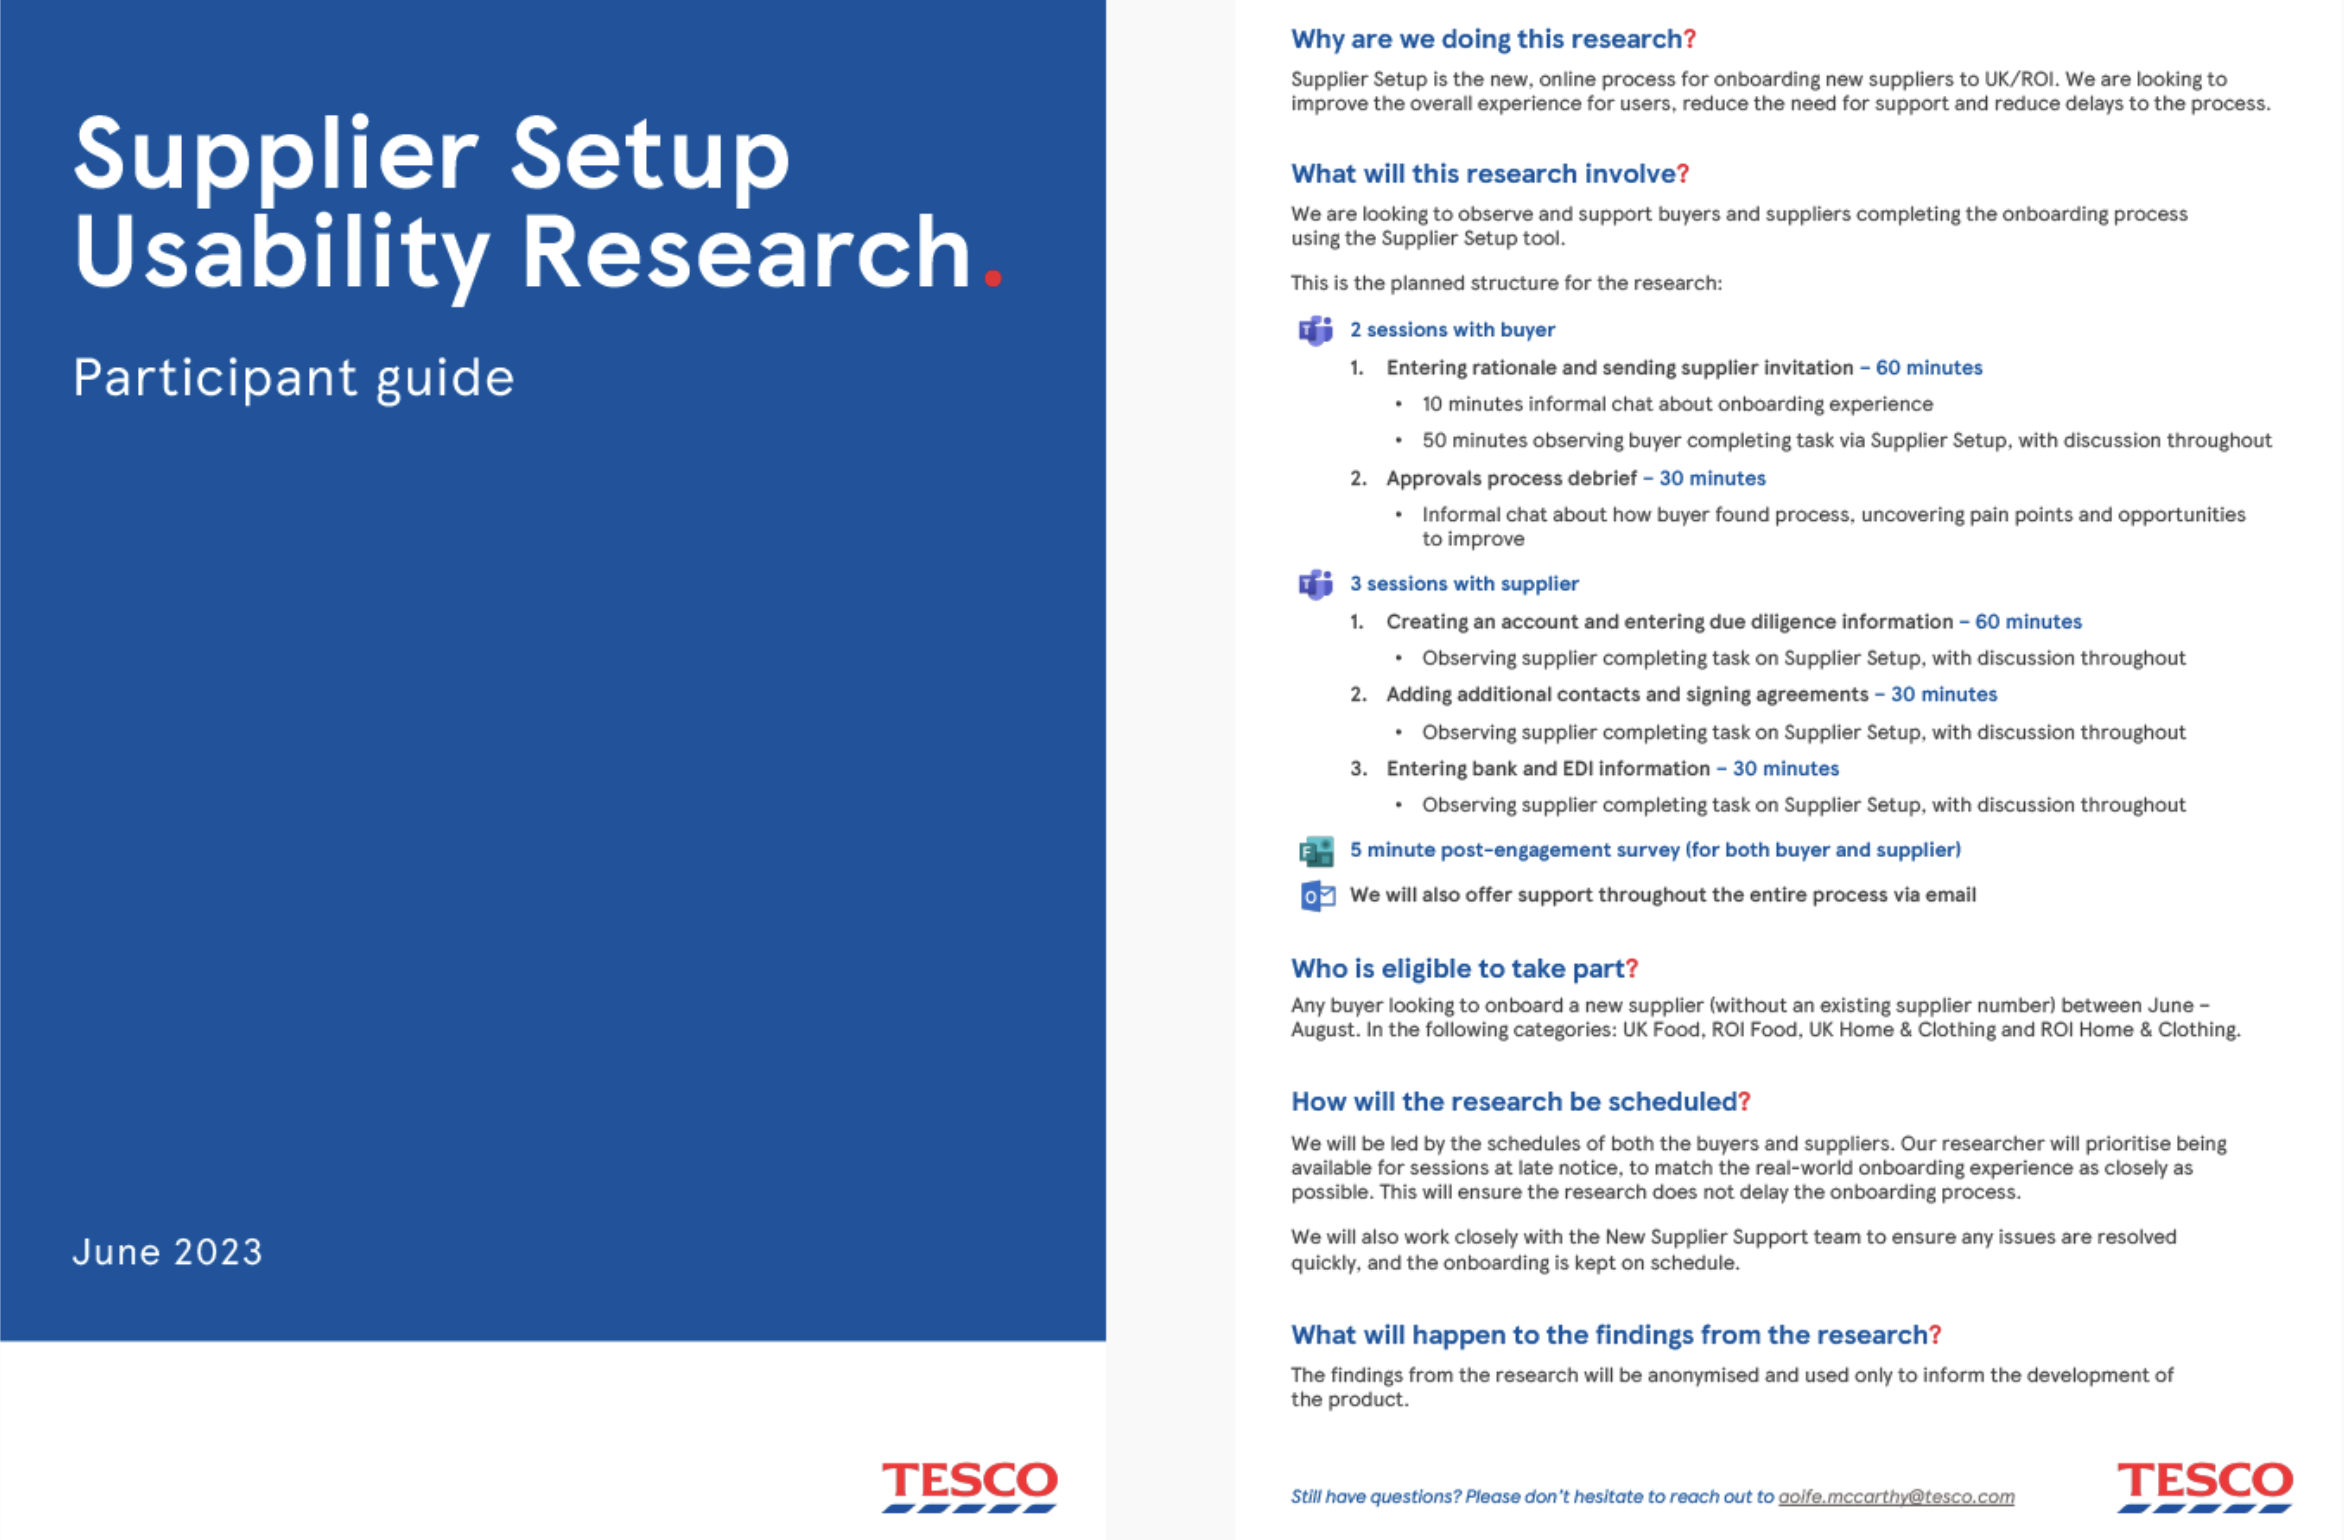 Supplier Setup
Usability Research.
Participant guide
June 2023
TESCO
Why are we doing this research?
Supplier Setup is the new, online process for onboarding new suppliers to UK/ROI. We are looking to
improve the overall experience for users, reduce the need for support and reduce delays to the process.
What will this research involve?
We are looking to observe and support buyers and suppliers completing the onboarding process
using the Supplier Setup tool.
This is the planned structure for the research:
2 sessions with buyer
1. Entering rationale and sending supplier invitation – 60 minutes
• 10 minutes informal chat about onboarding experience
• 50 minutes observing buyer completing task via Supplier Setup, with discussion throughout
2. Approvals process debrief – 30 minutes
• Informal chat about how buyer found process, uncovering pain points and opportunities
to improve
3 sessions with supplier
1. Creating an account and entering due diligence information – 60 minutes
• Observing supplier completing task on Supplier Setup, with discussion throughout
2. Adding additional contacts and signing agreements – 30 minutes
• Observing supplier completing task on Supplier Setup, with discussion throughout
3. Entering bank and EDI information – 30 minutes
• Observing supplier completing task on Supplier Setup, with discussion throughout
5 minute post-engagement survey (for both buyer and supplier)
We will also offer support throughout the entire process via email
Who is eligible to take part?
Any buyer looking to onboard a new supplier (without an existing supplier number) between June –
August. In the following categories: UK Food, ROI Food, UK Home & Clothing and ROI Home & Clothing.
How will the research be scheduled?
We will be led by the schedules of both the buyers and suppliers. Our researcher will prioritise being
available for sessions at late notice, to match the real-world onboarding experience as closely as
possible. This will ensure the research does not delay the onboarding process.
We will also work closely with the New Supplier Support team to ensure any issues are resolved
quickly, and the onboarding is kept on schedule.
What will happen to the findings from the research?
The findings from the research will be anonymised and used only to inform the development of
the product.
Still have questions? Please don't hesitate to reach out to aoife.mccarthy@tesco.com
TESCO